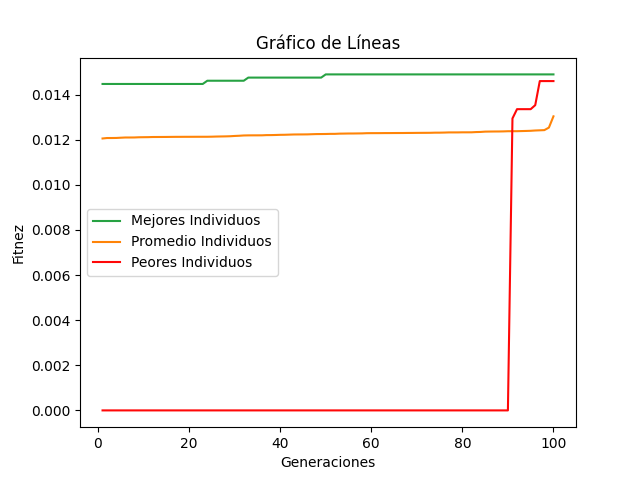 Gráfico de Líneas
Fitnez
0.014
0.012
0.010
0.008
0.006
0.004
0.002
0.000
Mejores Individuos
Promedio Individuos
Peores Individuos
0 20 40 60 80 100
Generaciones